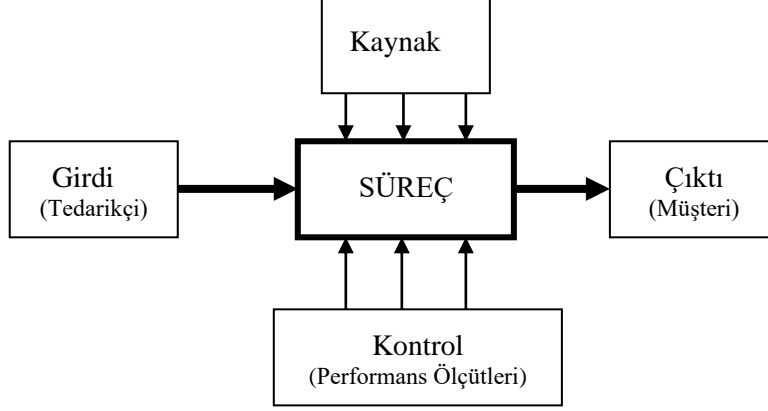 Kaynak
Girdi
(Tedarikçi)
SÜREÇ
Çıktı
(Müşteri)
Kontrol
(Performans Ölçütleri)